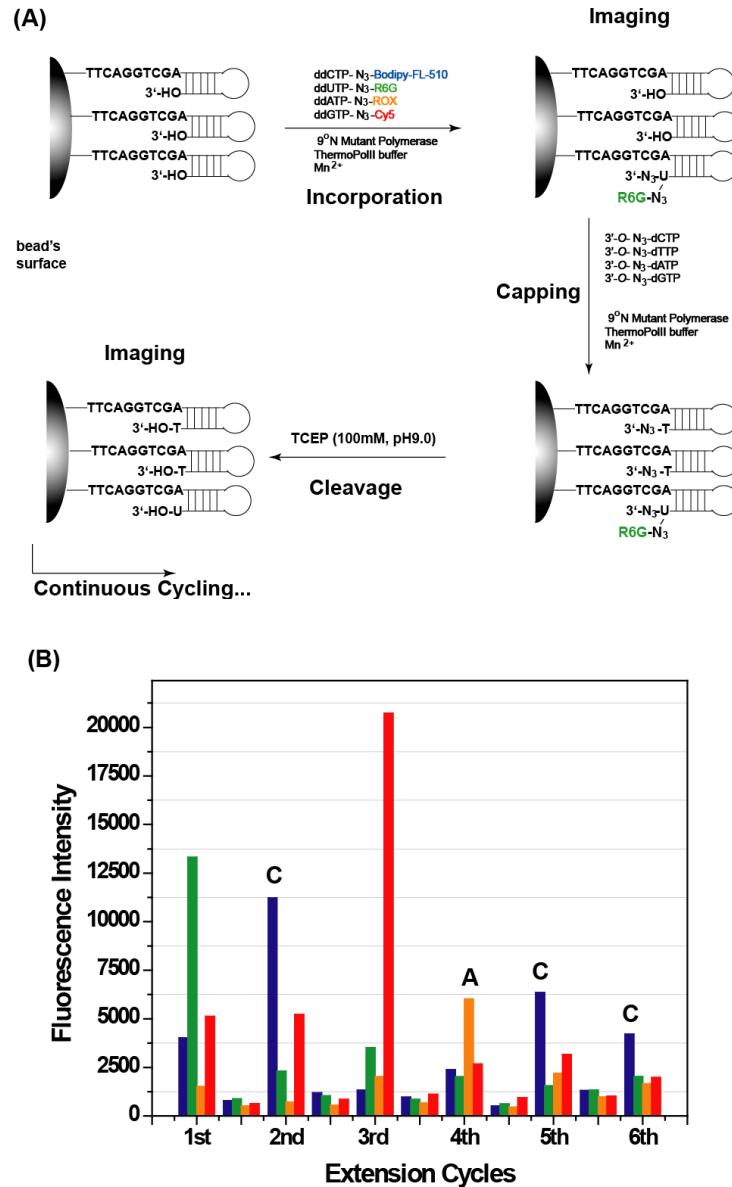 (A)
Imaging
TTCAGGTCGA
3'-HO
TTCAGGTCGA
3'-HO
TTCAGGTCGA
3'-HO
bead's
surface
ddCTP- N3-Bodipy-FL-510
ddUTP- N3-R6G
ddATP- N3-ROX
ddGTP- N3-Cy5
9°N Mutant Polymerase
ThermoPolII buffer
Mn2+
Incorporation
TTCAGGTCGA
3'-HO
TTCAGGTCGA
3'-HO
TTCAGGTCGA
3'-N3-U
R6G-N3
Capping
3'-O- N3-dCTP
3'-O- N3-dTTP
3'-O- N3-dATP
3'-O- N3-dGTP
9°N Mutant Polymerase
ThermoPolII buffer
Mn2+
TTCAGGTCGA
3'-N3-T
TTCAGGTCGA
3'-N3-T
TTCAGGTCGA
3'-N3-U
R6G-N3
TCEP (100mM, pH9.0)
Cleavage
Imaging
TTCAGGTCGA
3'-HO-T
TTCAGGTCGA
3'-HO-T
TTCAGGTCGA
3'-HO-U
Continuous Cycling...
(B)
Fluorescence Intensity
20000
17500
15000
12500
10000
7500
5000
2500
0
C
A
C
C
1st 2nd 3rd 4th 5th 6th
Extension Cycles